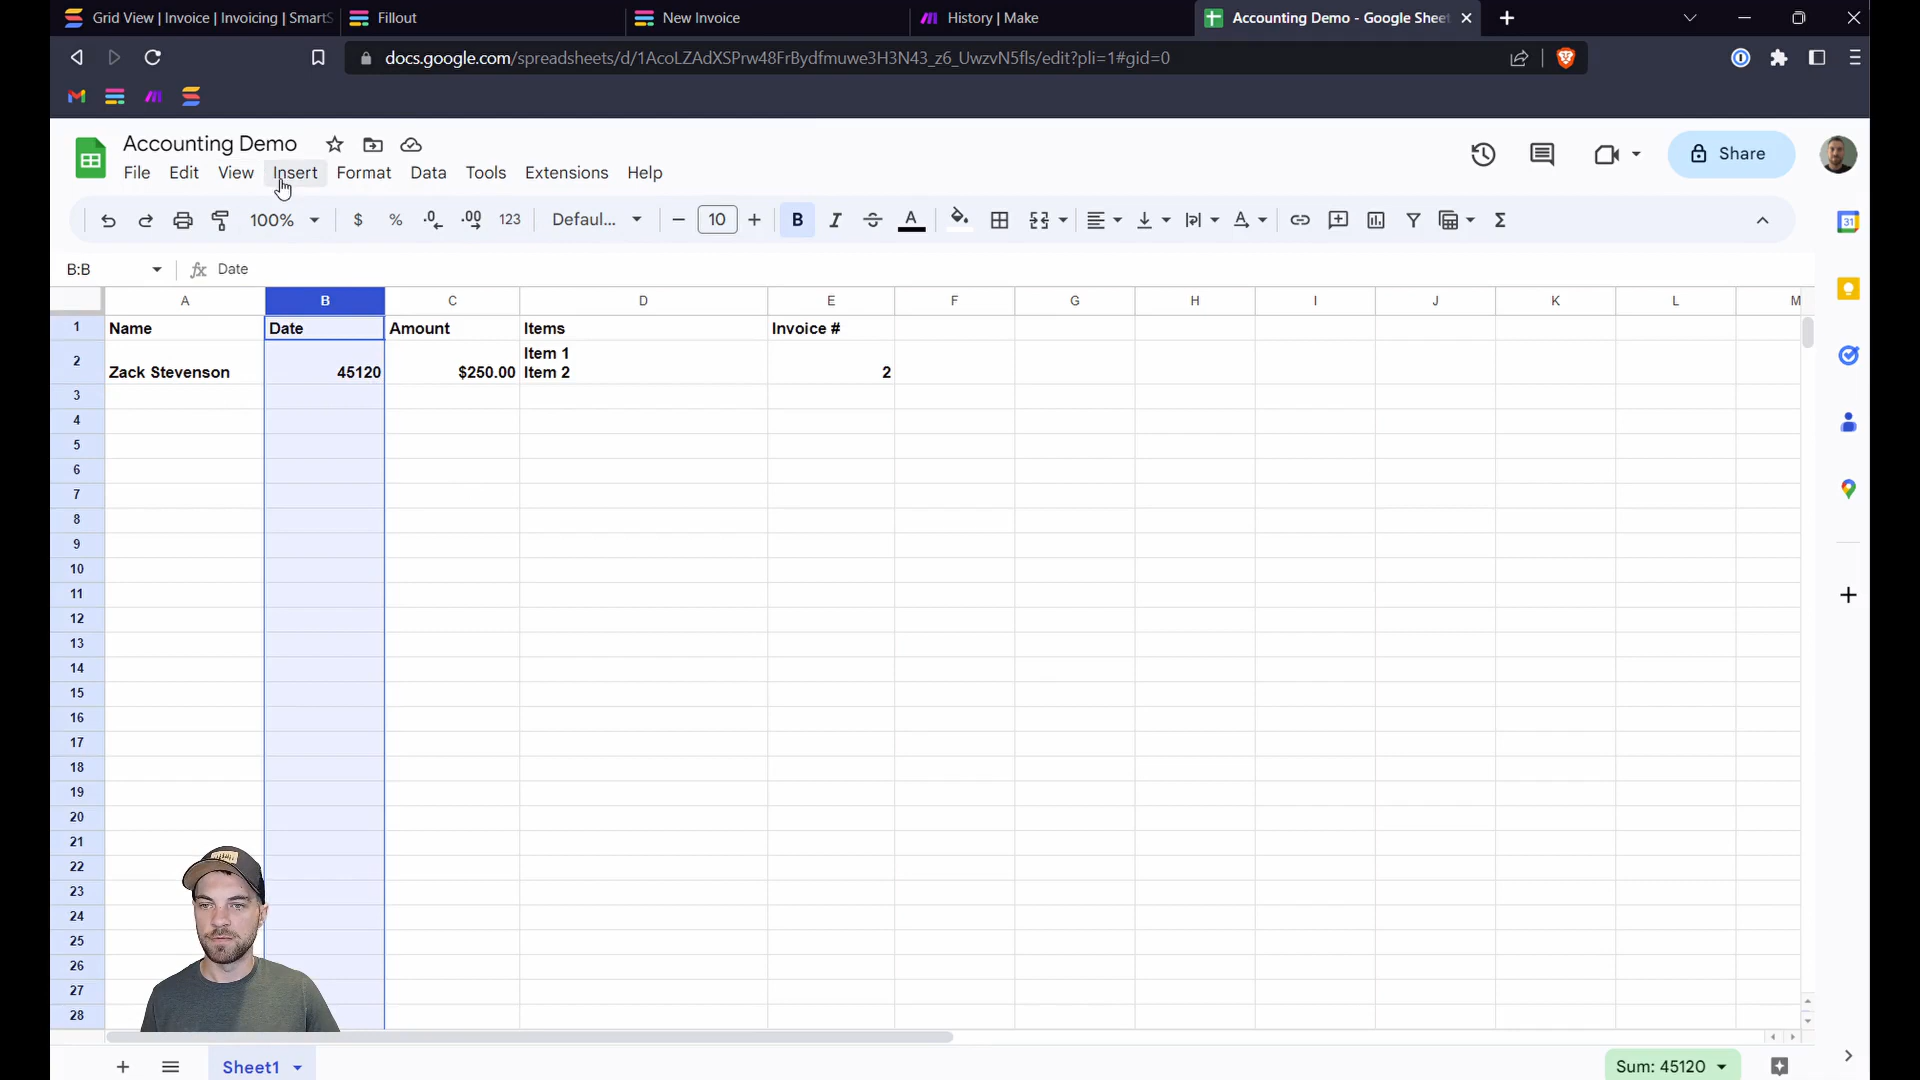 Grid View | Invoice | Invoicing | SmartS
Fillout
New Invoice
History | Make
Accounting Demo - Google Sheet
docs.google.com/spreadsheets/d/1AcoLZAdXSPrw48FrBydfmuwe3H3N43_z6_UwzvN5fls/edit?pli=1#gid=0
Accounting Demo
File Edit View Insert Format Data Tools Extensions Help
Share
100% $ % .0 .00 123 Defaul... 10 B I S A Σ
31
B:B fx Date
A B C D E F G H I J K L M
1 Name Date Amount Items Invoice #
2 Zack Stevenson 45120 $250.00 Item 1
Item 2 2
3
4
5
6
7
8
9
10
11
12
13
14
15
16
17
18
19
20
21
22
23
24
25
26
27
28
Sheet1
Sum: 45120